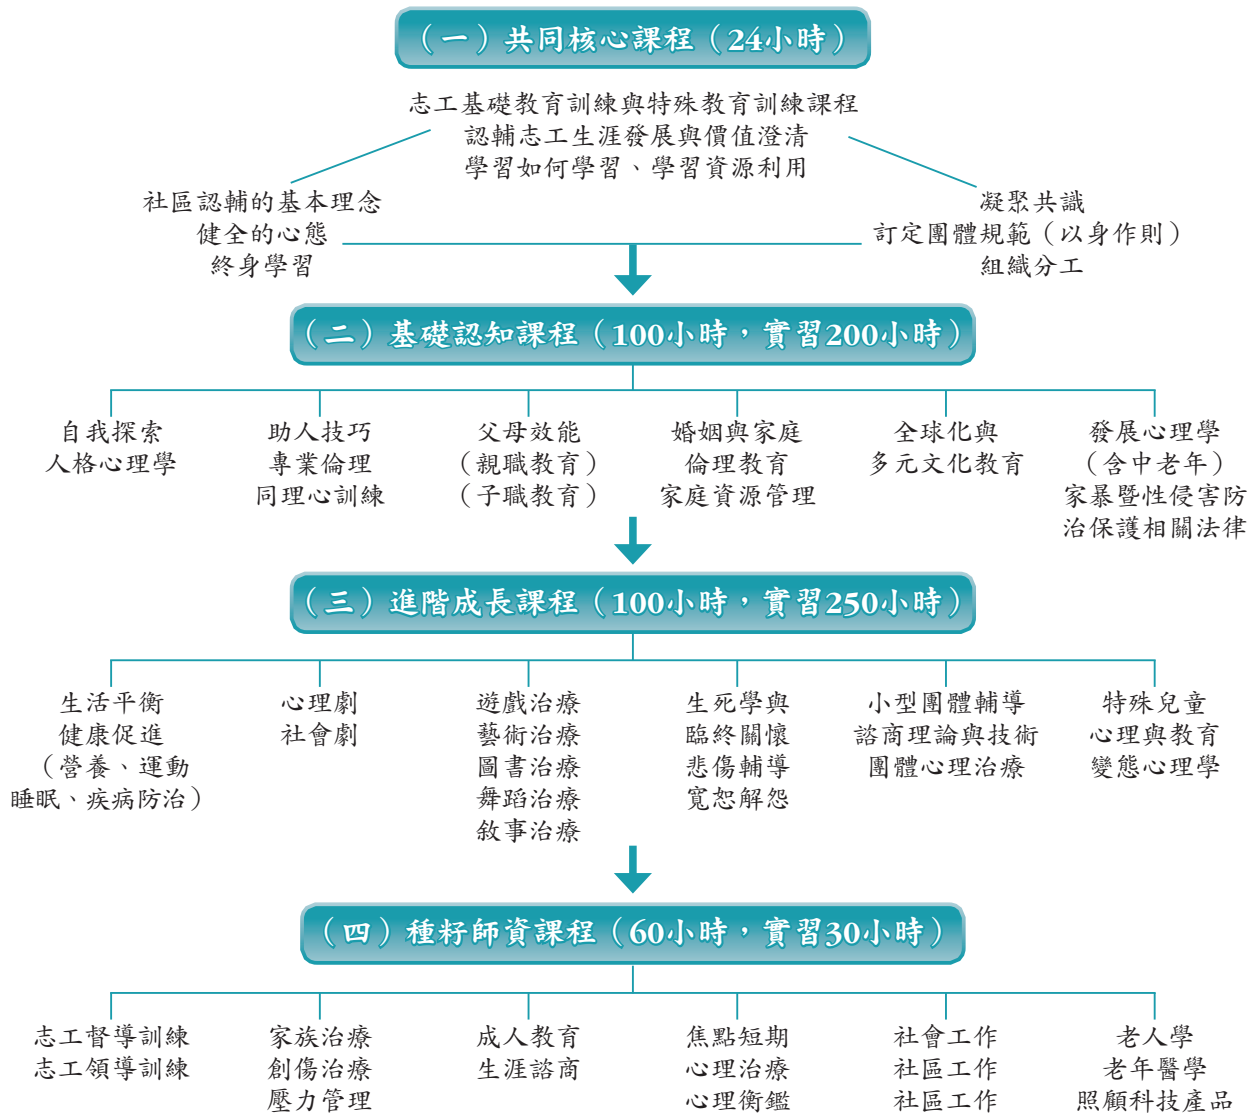 （一）共同核心課程（24小時）
志工基礎教育訓練與特殊教育訓練課程
認輔志工生涯發展與價值澄清
學習如何學習、學習資源利用
社區認輔的基本理念
健全的心態
終身學習
凝聚共識
訂定團體規範（以身作則）
組織分工
（二）基礎認知課程（100小時，實習200小時）
自我探索
人格心理學
助人技巧
專業倫理
同理心訓練
父母效能
（親職教育）
（子職教育）
婚姻與家庭
倫理教育
家庭資源管理
全球化與
多元文化教育
發展心理學
（含中老年）
家暴暨性侵害防
治保護相關法律
（三）進階成長課程（100小時，實習250小時）
生活平衡
健康促進
（營養、運動
睡眠、疾病防治）
心理劇
社會劇
遊戲治療
藝術治療
圖書治療
舞蹈治療
敘事治療
生死學與
臨終關懷
悲傷輔導
寬恕解怨
小型團體輔導
諮商理論與技術
團體心理治療
特殊兒童
心理與教育
變態心理學
（四）種籽師資課程（60小時，實習30小時）
志工督導訓練
志工領導訓練
家族治療
創傷治療
壓力管理
成人教育
生涯諮商
焦點短期
心理治療
心理衡鑑
社會工作
社區工作
社區工作
老人學
老年醫學
照顧科技產品